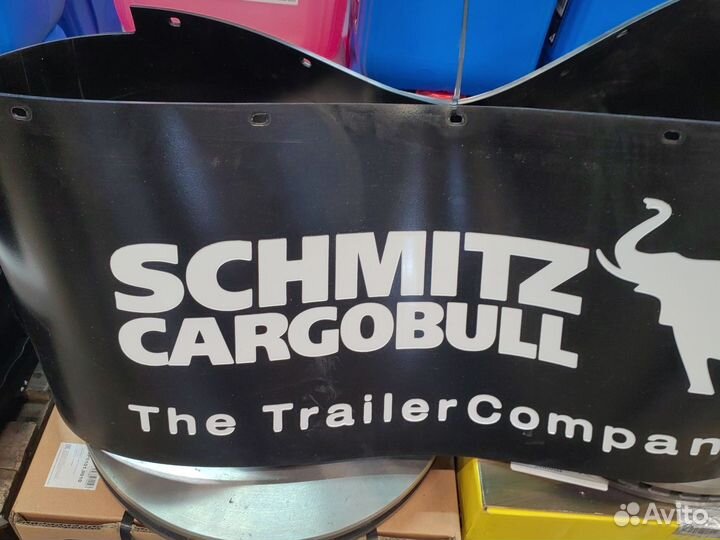 SCHMITZ
CARGOBULL
The TrailerCompan
Avito